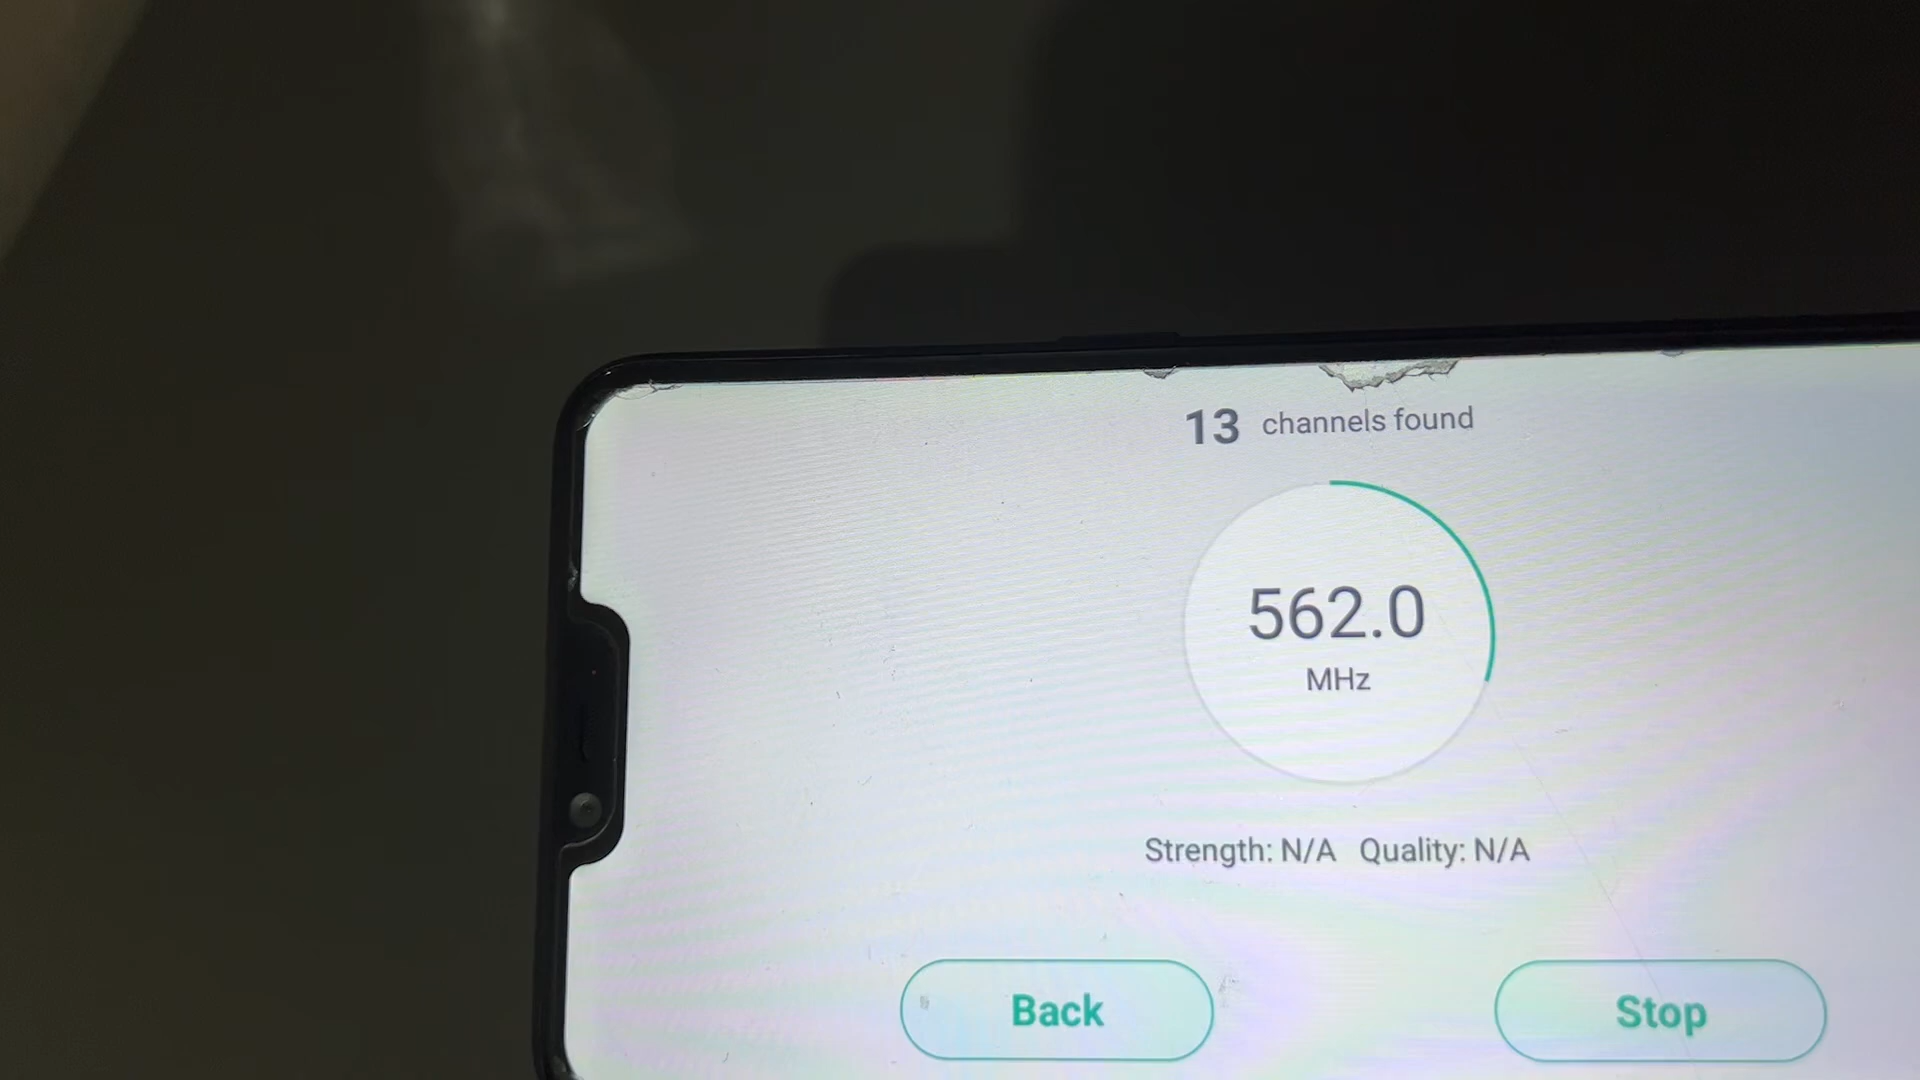 13 channels found
562.0
MHz
Strength: N/A Quality: N/A
Back Stop